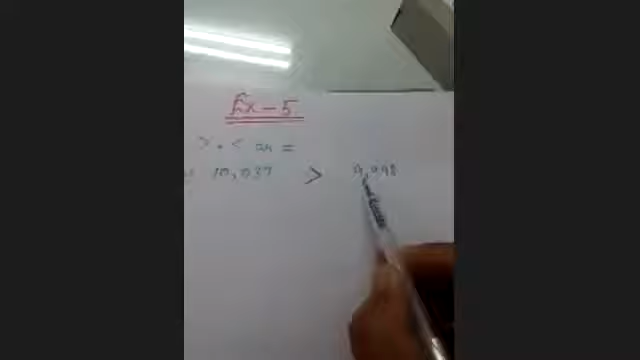 Ex - 5
> , < or =
10,037 > 9,998